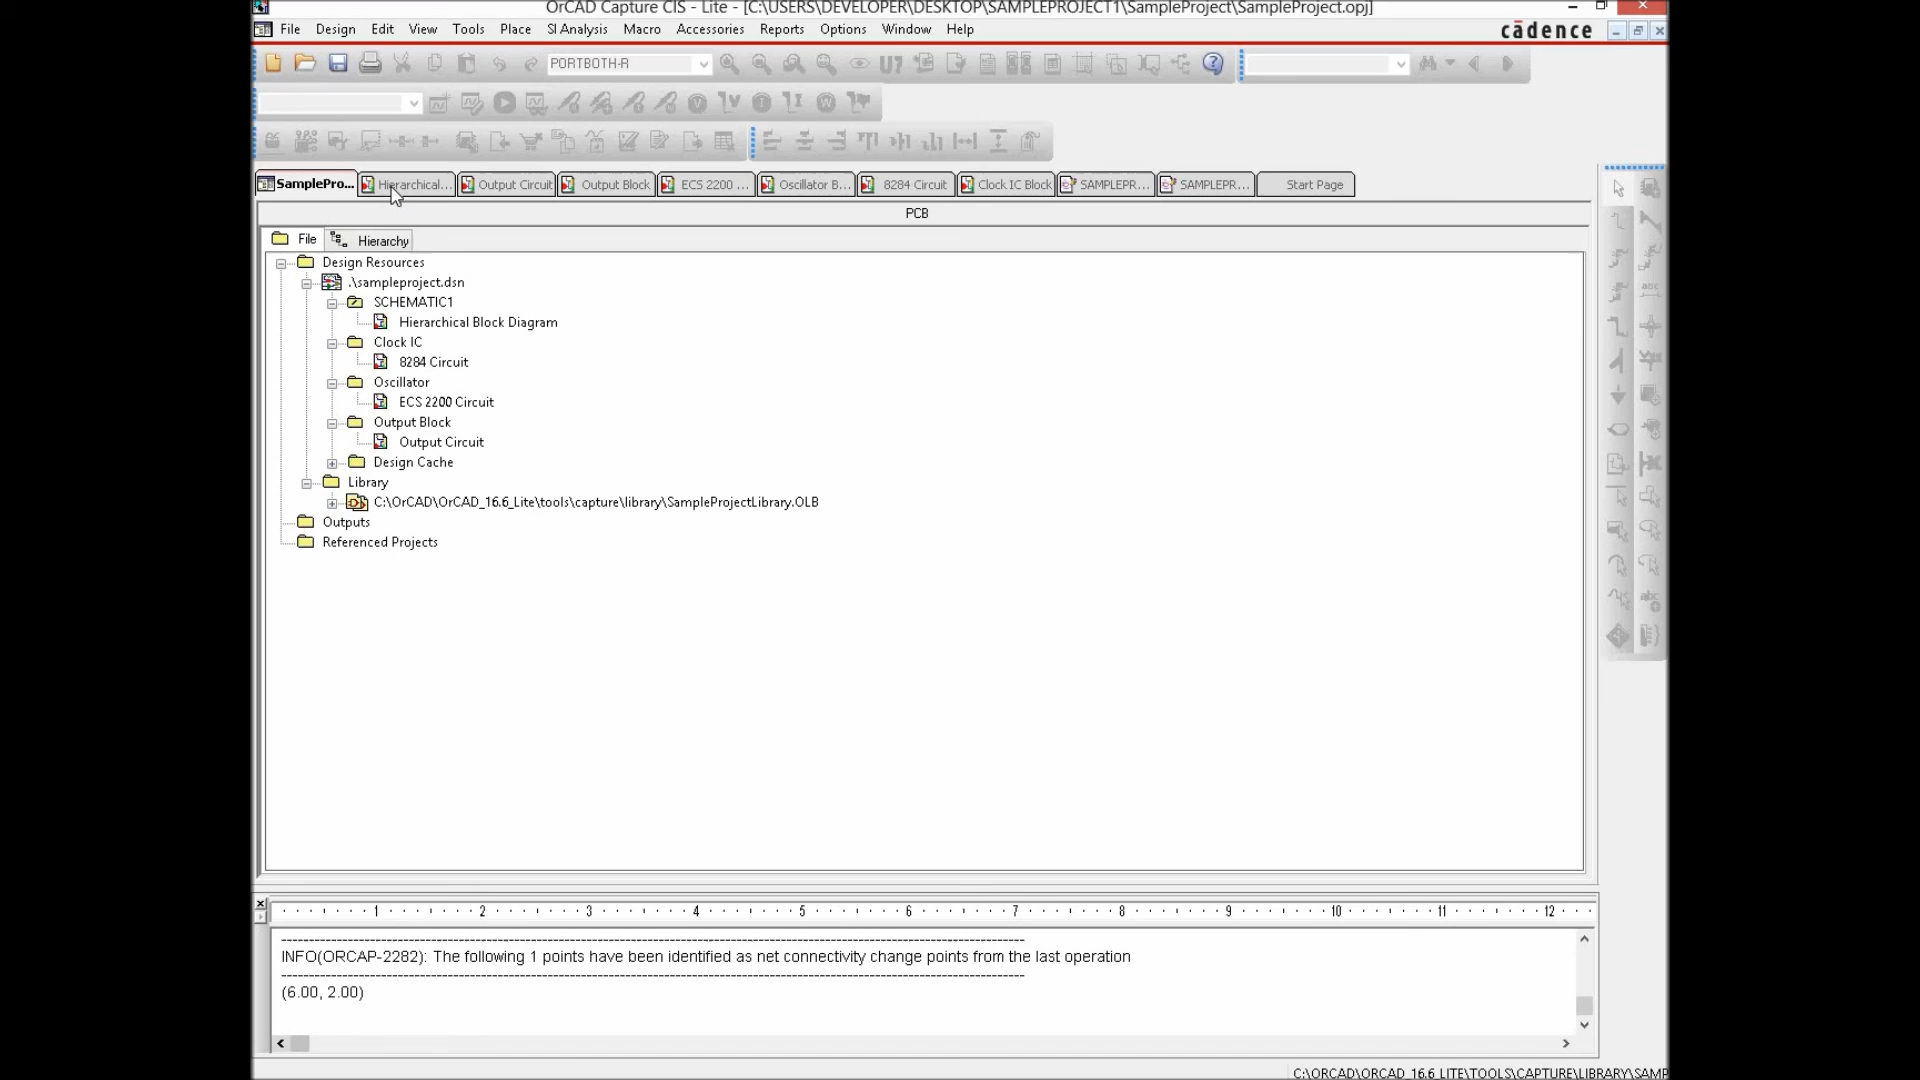 OrCAD Capture CIS - Lite - [C:\USERS\DEVELOPER\DESKTOP\SAMPLEPROJECT1\SampleProject\SampleProject.opj]
File Design Edit View Tools Place SI Analysis Macro Accessories Reports Options Window Help
cādence
PORTBOTH-R
U?
SamplePro... Hierarchical... Output Circuit Output Block ECS 2200 ... Oscillator B... 8284 Circuit Clock IC Block SAMPLEPR... SAMPLEPR... Start Page
PCB
File Hierarchy
Design Resources
.\sampleproject.dsn
SCHEMATIC1
Hierarchical Block Diagram
Clock IC
8284 Circuit
Oscillator
ECS 2200 Circuit
Output Block
Output Circuit
Design Cache
Library
C:\OrCAD\OrCAD_16.6_Lite\tools\capture\library\SampleProjectLibrary.OLB
Outputs
Referenced Projects
1 2 3 4 5 6 7 8 9 10 11 12
INFO(ORCAP-2282): The following 1 points have been identified as net connectivity change points from the last operation
(6.00, 2.00)
C:\ORCAD\ORCAD_16.6_LITE\TOOLS\CAPTURE\LIBRARY\SAMP